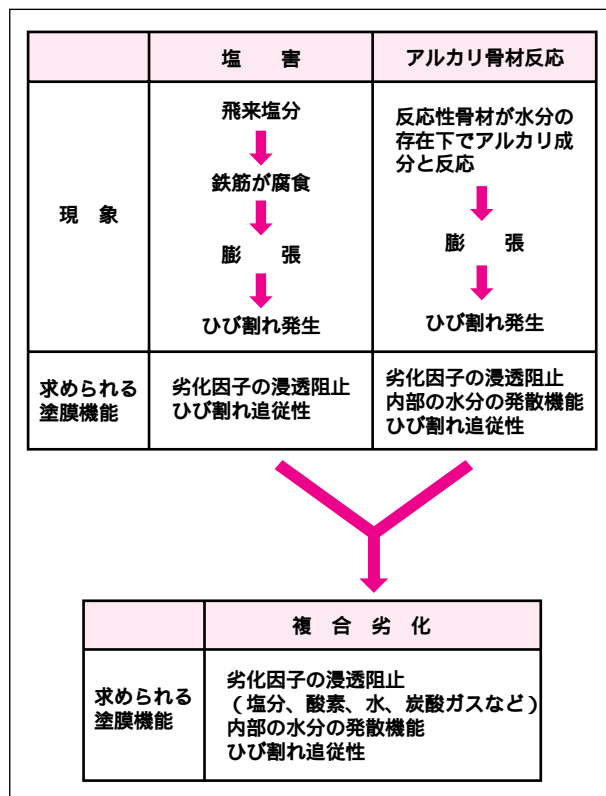 塩　害
アルカリ骨材反応
現　象
飛来塩分
鉄筋が腐食
膨　張
ひび割れ発生
反応性骨材が水分の
存在下でアルカリ成
分と反応
膨　張
ひび割れ発生
求められる
塗膜機能
劣化因子の浸透阻止
ひび割れ追従性
劣化因子の浸透阻止
内部の水分の発散機能
ひび割れ追従性
複　合　劣　化
求められる
塗膜機能
劣化因子の浸透阻止
（塩分、酸素、水、炭酸ガスなど）
内部の水分の発散機能
ひび割れ追従性